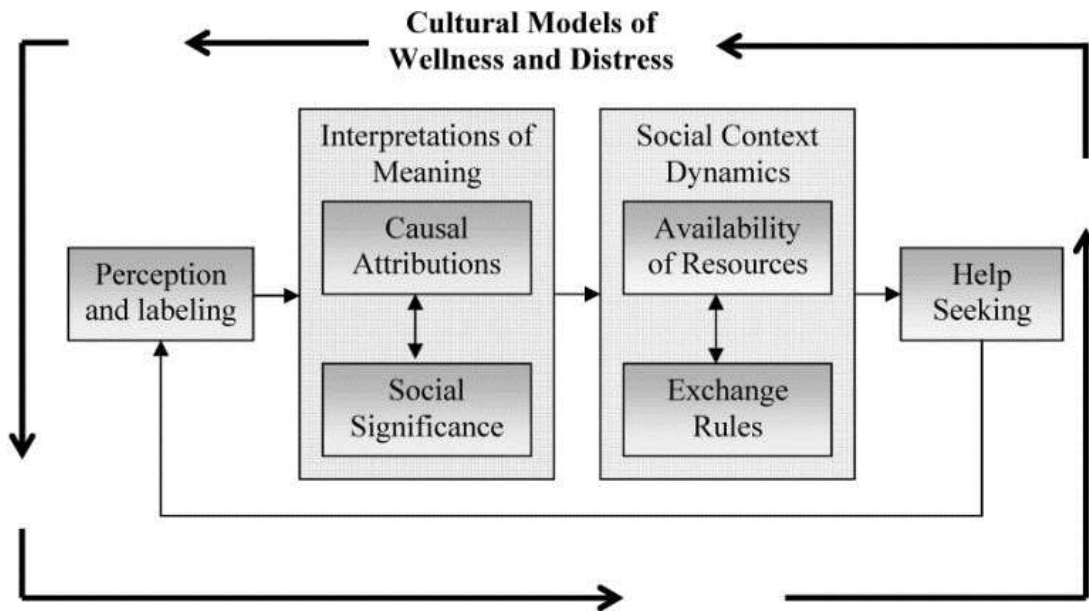 Cultural Models of
Wellness and Distress
Interpretations of
Meaning
Social Context
Dynamics
Causal
Attributions
Availability
of Resources
Perception
and labeling
Help
Seeking
Social
Significance
Exchange
Rules